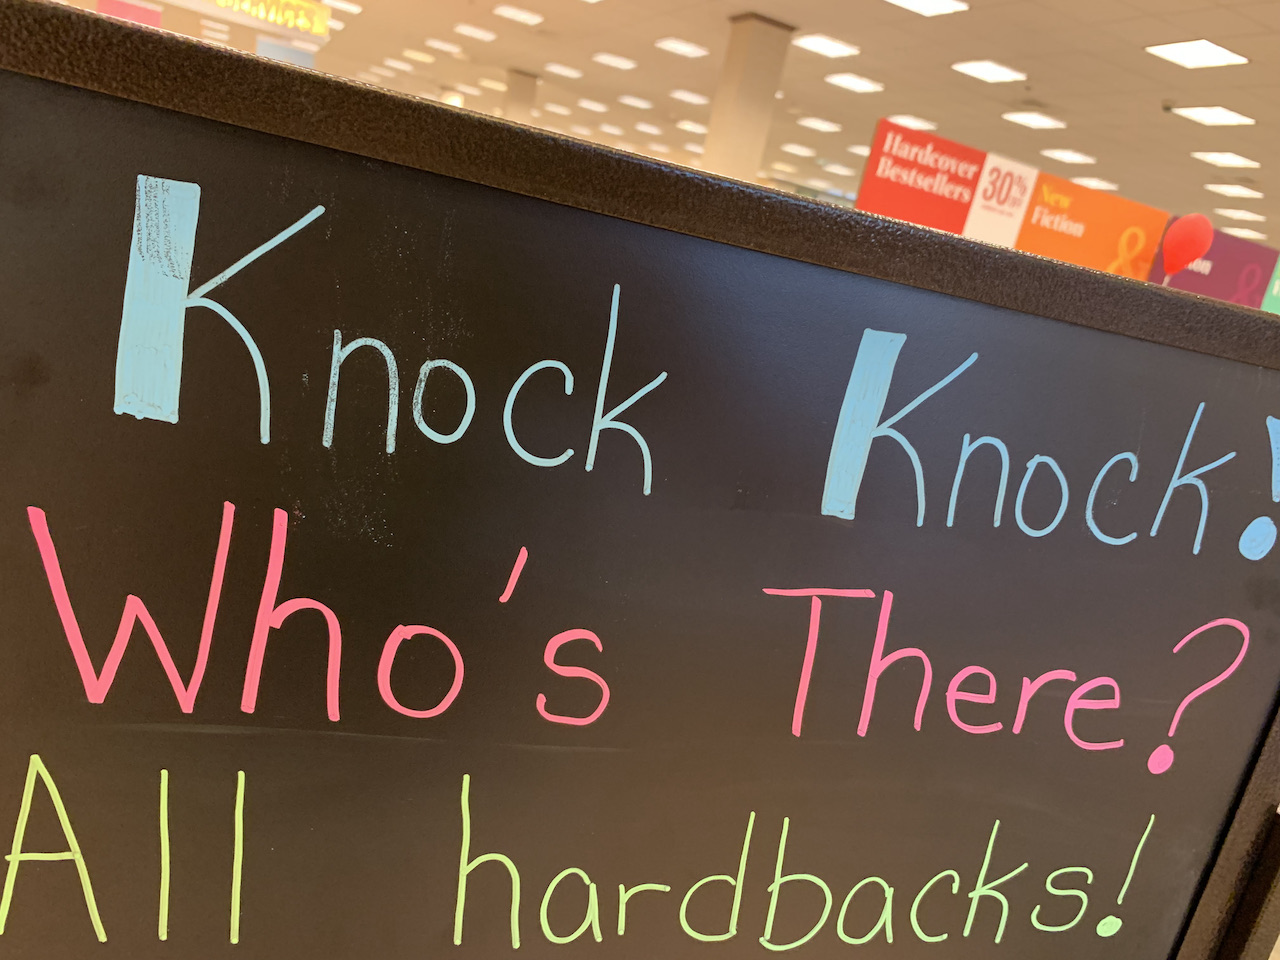 Hardcover
Bestsellers
30%
New
Fiction
&
Knock Knock!
Who's There?
All hardbacks!